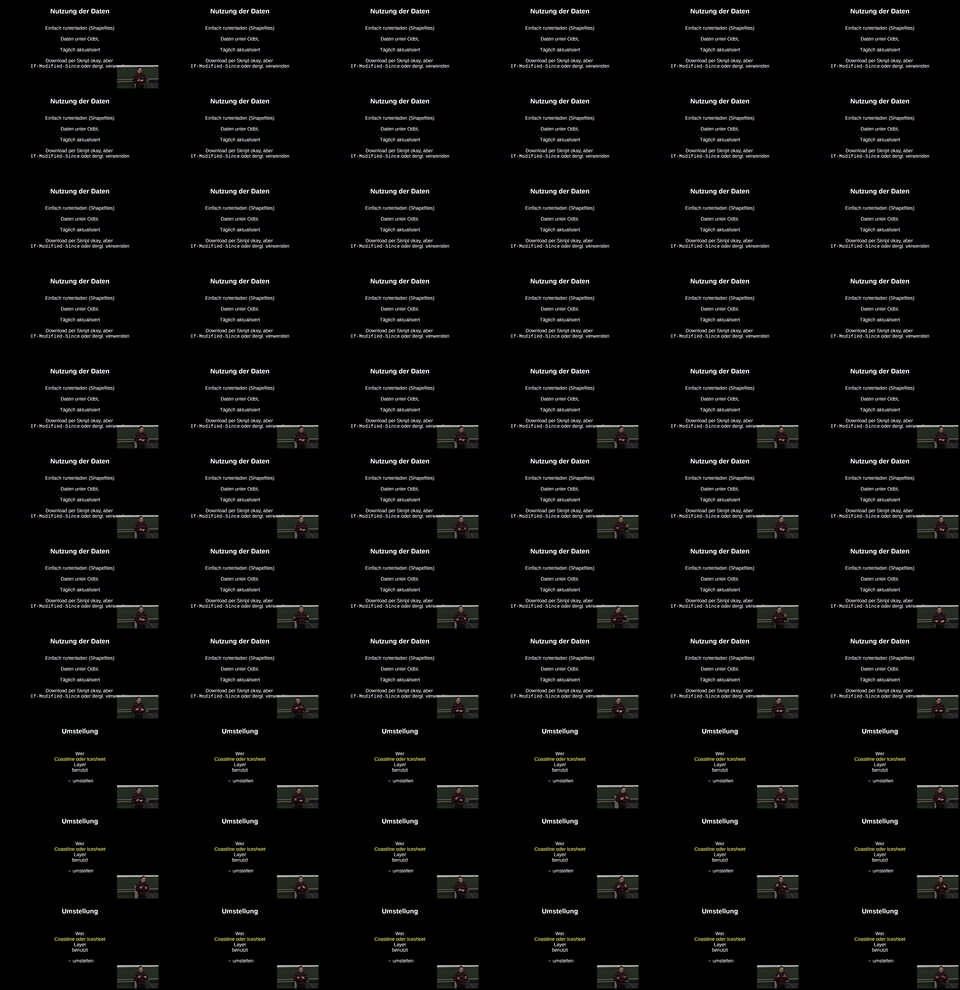 Nutzung der Daten
Einfach runterladen (Shapefiles)
Daten unter OdbL
Täglich aktualisiert
Download per Skript okay, aber
If-Modified-Since oder dergl. verwenden
Umstellung
Wer
Coastline oder Icesheet
Layer
benutzt
→ umstellen